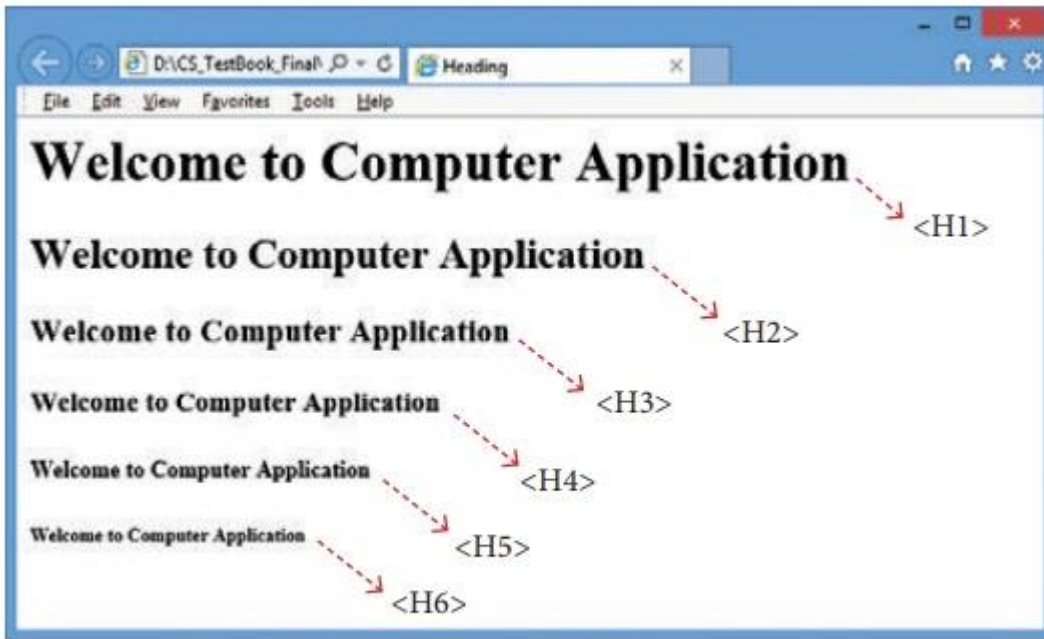 D:\CS_TestBook_Final\ Heading
File Edit View Favorites Tools Help
Welcome to Computer Application
<H1>
Welcome to Computer Application
<H2>
Welcome to Computer Application
<H3>
Welcome to Computer Application
<H4>
Welcome to Computer Application
<H5>
Welcome to Computer Application
<H6>